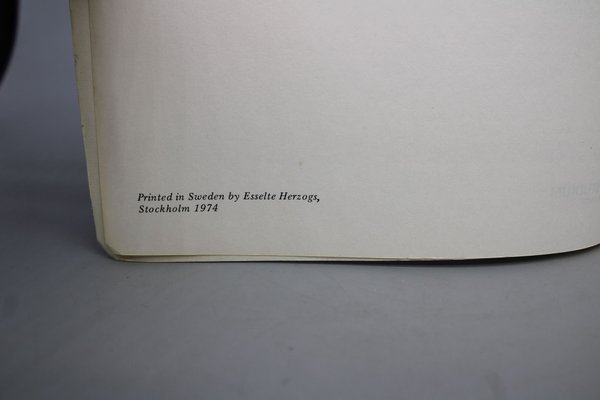 Printed in Sweden by Esselte Herzogs,
Stockholm 1974